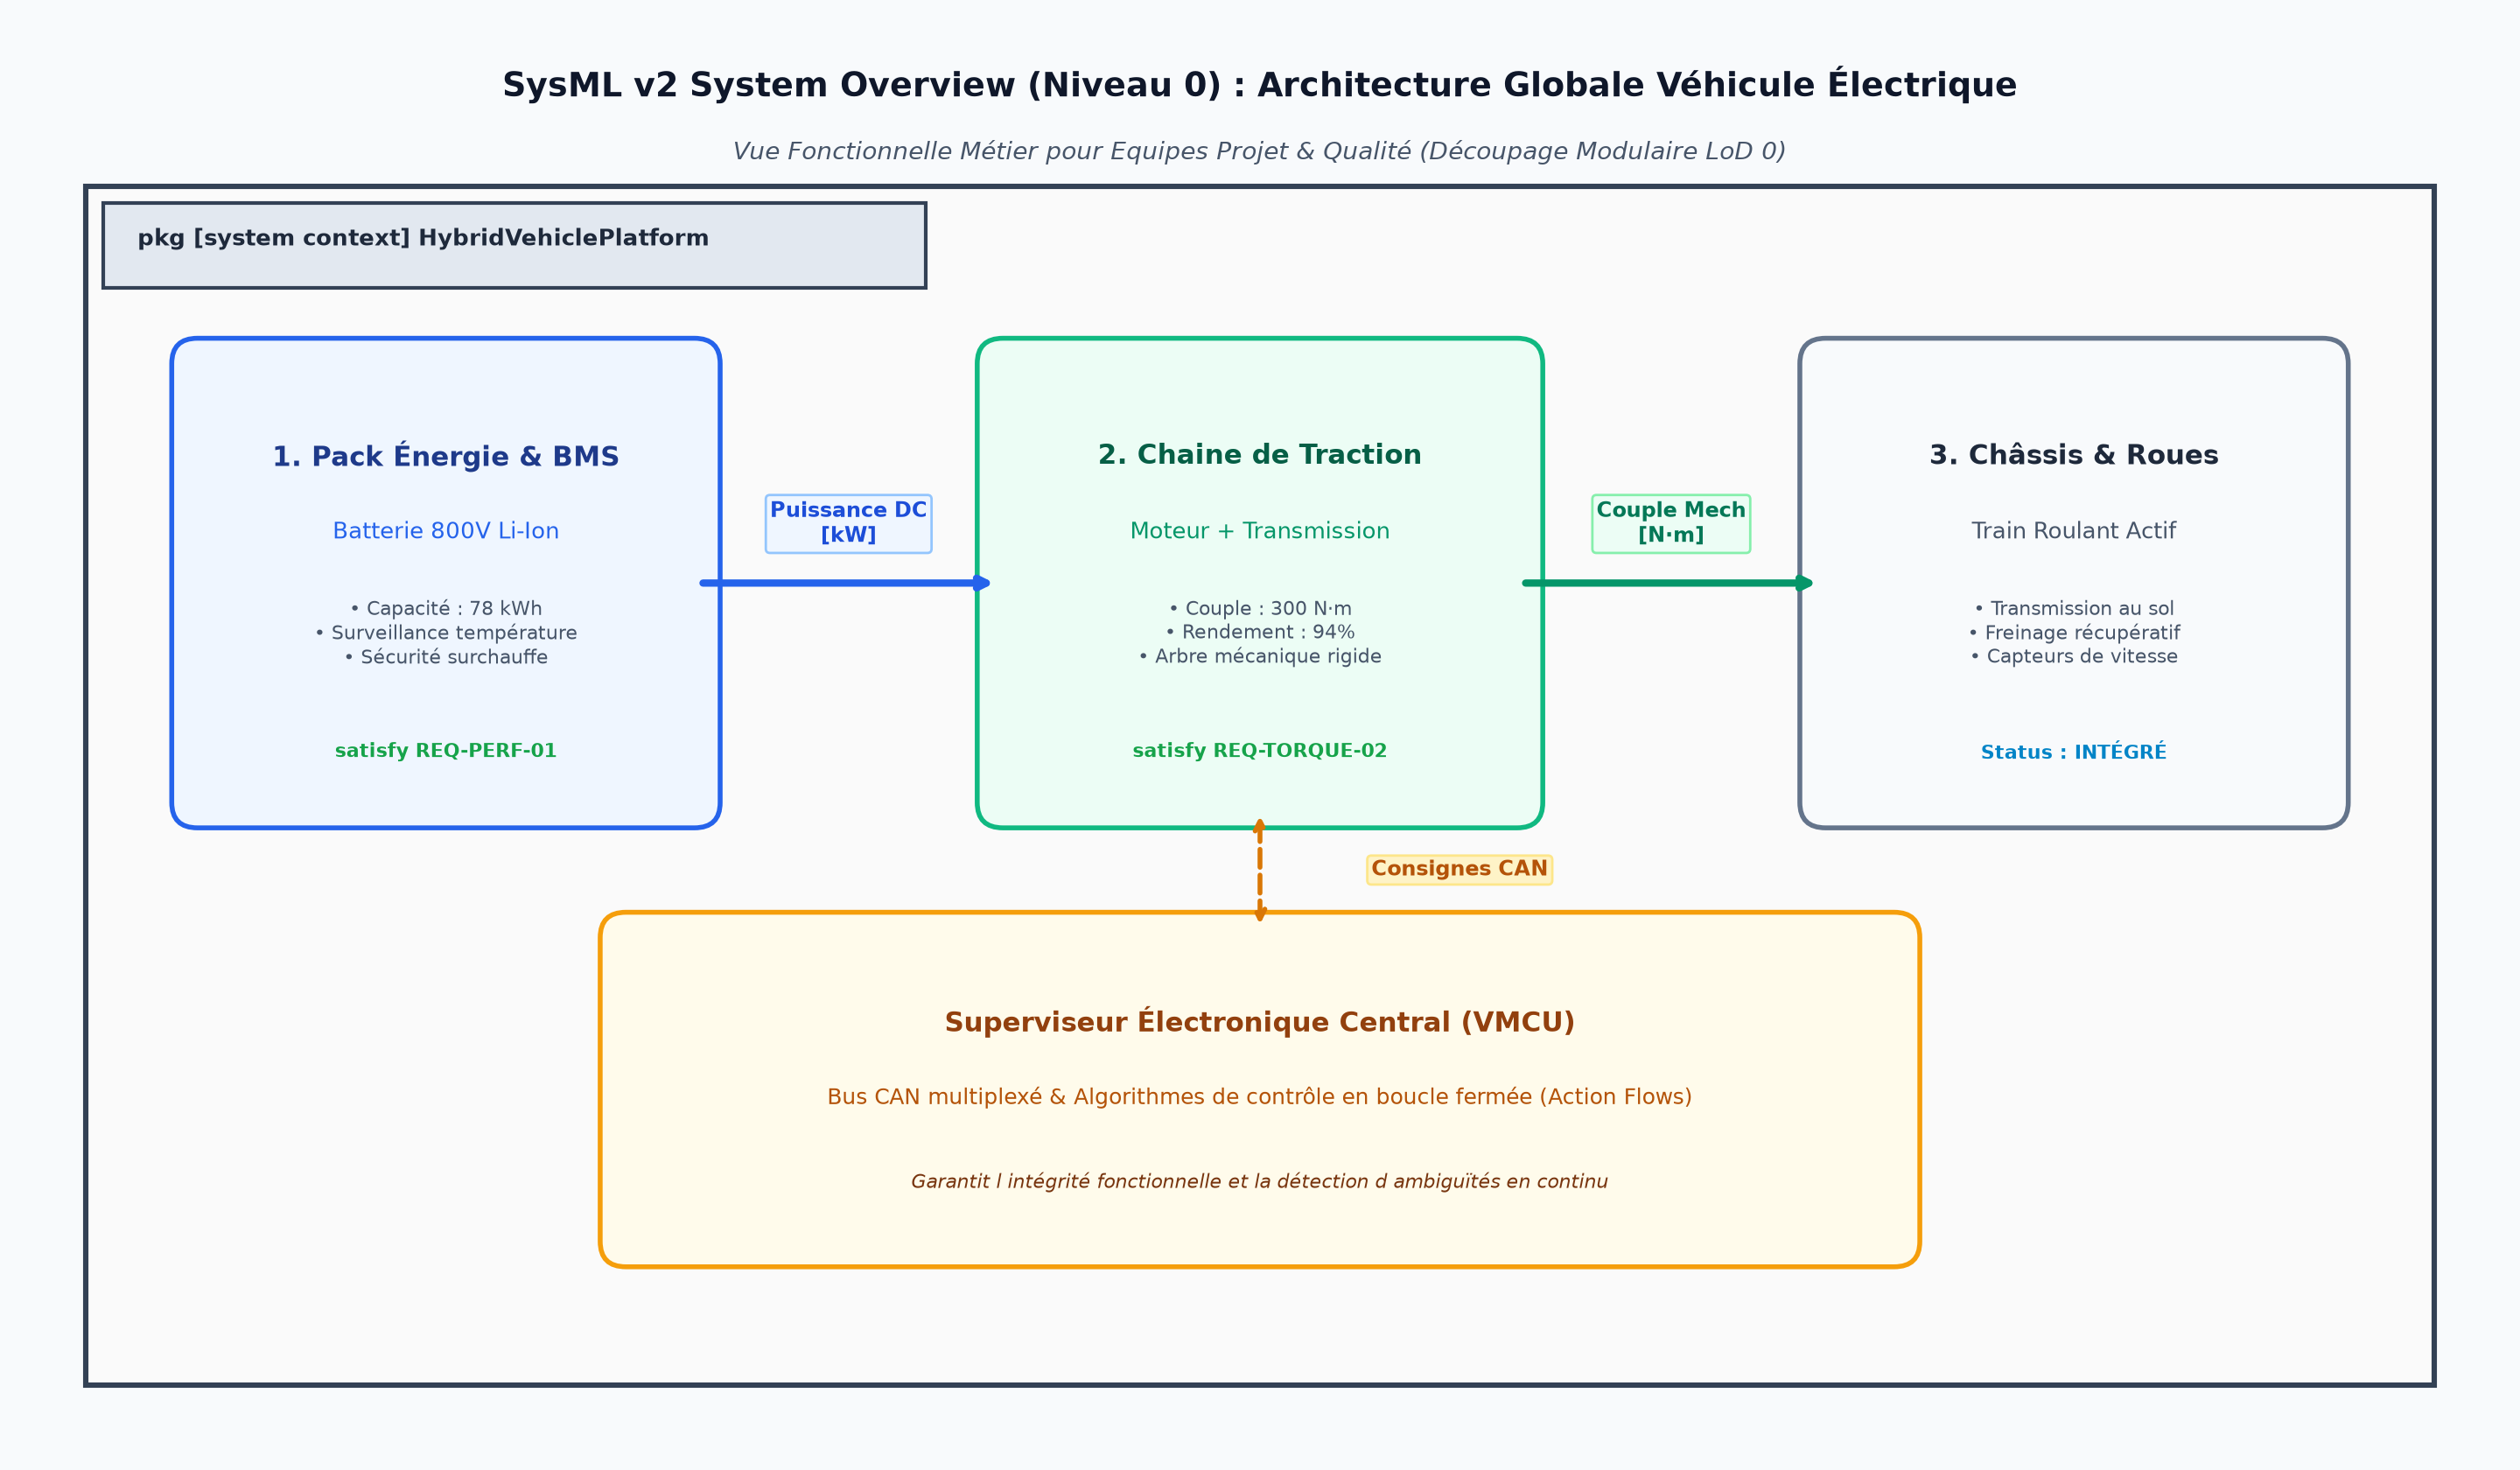 SysML v2 System Overview (Niveau 0) : Architecture Globale Véhicule Électrique
Vue Fonctionnelle Métier pour Equipes Projet & Qualité (Découpage Modulaire LoD 0)
pkg [system context] HybridVehiclePlatform
1. Pack Énergie & BMS
Batterie 800V Li-Ion
• Capacité : 78 kWh
• Surveillance température
• Sécurité surchauffe
satisfy REQ-PERF-01
Puissance DC
[kW]
2. Chaine de Traction
Moteur + Transmission
• Couple : 300 N·m
• Rendement : 94%
• Arbre mécanique rigide
satisfy REQ-TORQUE-02
Couple Mech
[N·m]
3. Châssis & Roues
Train Roulant Actif
• Transmission au sol
• Freinage récupératif
• Capteurs de vitesse
Status : INTÉGRÉ
Consignes CAN
Superviseur Électronique Central (VMCU)
Bus CAN multiplexé & Algorithmes de contrôle en boucle fermée (Action Flows)
Garantit l intégrité fonctionnelle et la détection d ambiguïtés en continu